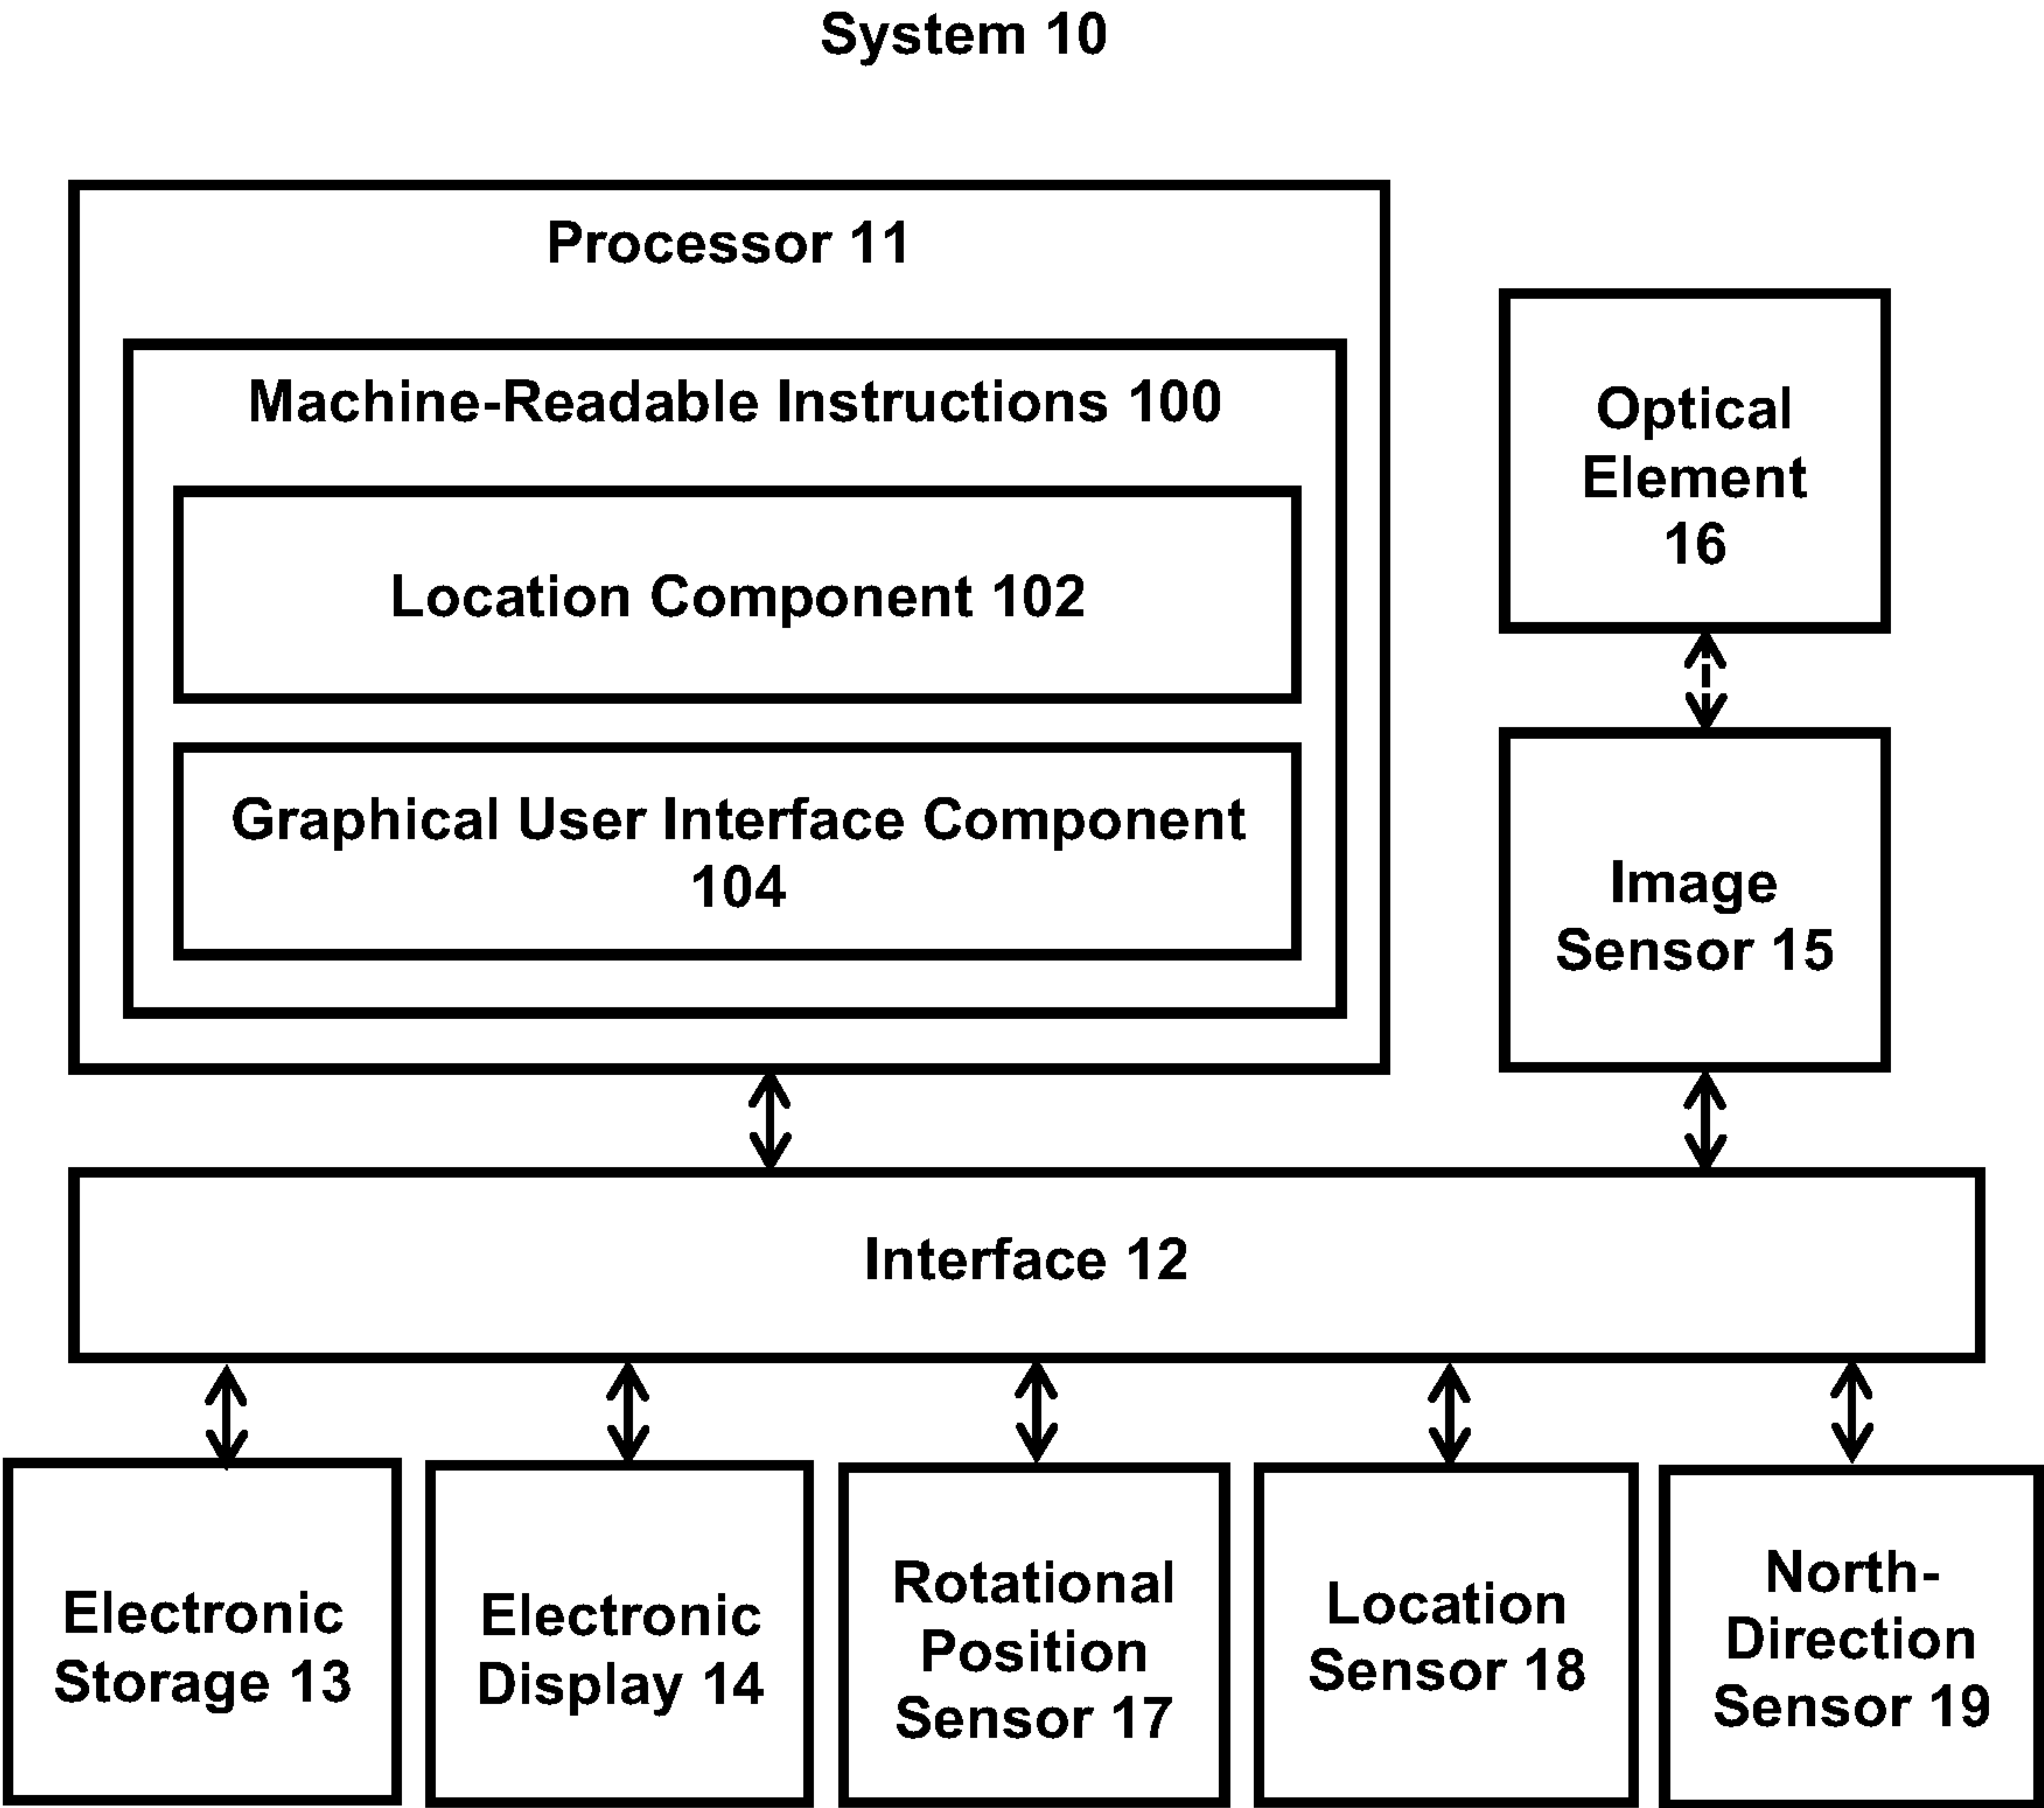 System 10
Processor 11
Machine-Readable Instructions 100
Location Component 102
Graphical User Interface Component
104
Optical
Element
16
Image
Sensor 15
Interface 12
Electronic
Storage 13
Electronic
Display 14
Rotational
Position
Sensor 17
Location
Sensor 18
North-
Direction
Sensor 19